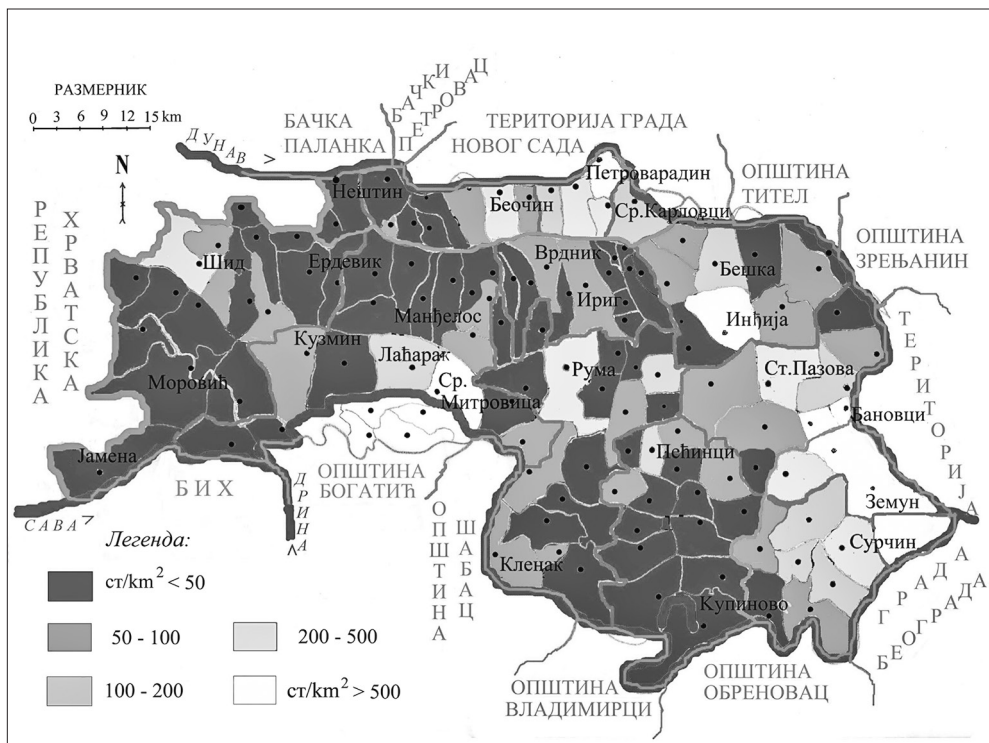 РАЗМЕРНИК
0 3 6 9 12 15 km
N
ДУНАВ >
БАЧКА
ПАЛАНКА
БАЧКИ
ПЕТРОВАЦ
ТЕРИТОРИЈА ГРАДА
НОВОГ САДА
ОПШТИНА
ТИТЕЛ
ОПШТИНА
ЗРЕЊАНИН
РЕПУБЛИКА
ХРВАТСКА
Нештин
Беочин
Петроварадин
Ср.Карловци
Шид
Ердевик
Врдник
Бешка
Манђелос
Ириг
Инђија
Кузмин
Лаћарак
Рума
Ст.Пазова
Моровић
Ср.
Митровица
Бановци
ТЕРИТОРИЈА
ГРАДА
БЕОГРАДА
Јамена
ОПШТИНА
БОГАТИЋ
Пећинци
Земун
БИХ
ДРИНА
>
САВА >
ОПШТИНА
ШАБАЦ
Сурчин
Кленак
Купиново
ОПШТИНА
ВЛАДИМИРЦИ
ОПШТИНА
ОБРЕНОВАЦ
Легенда:
ст/km² < 50
50 - 100
100 - 200
200 - 500
ст/km² > 500